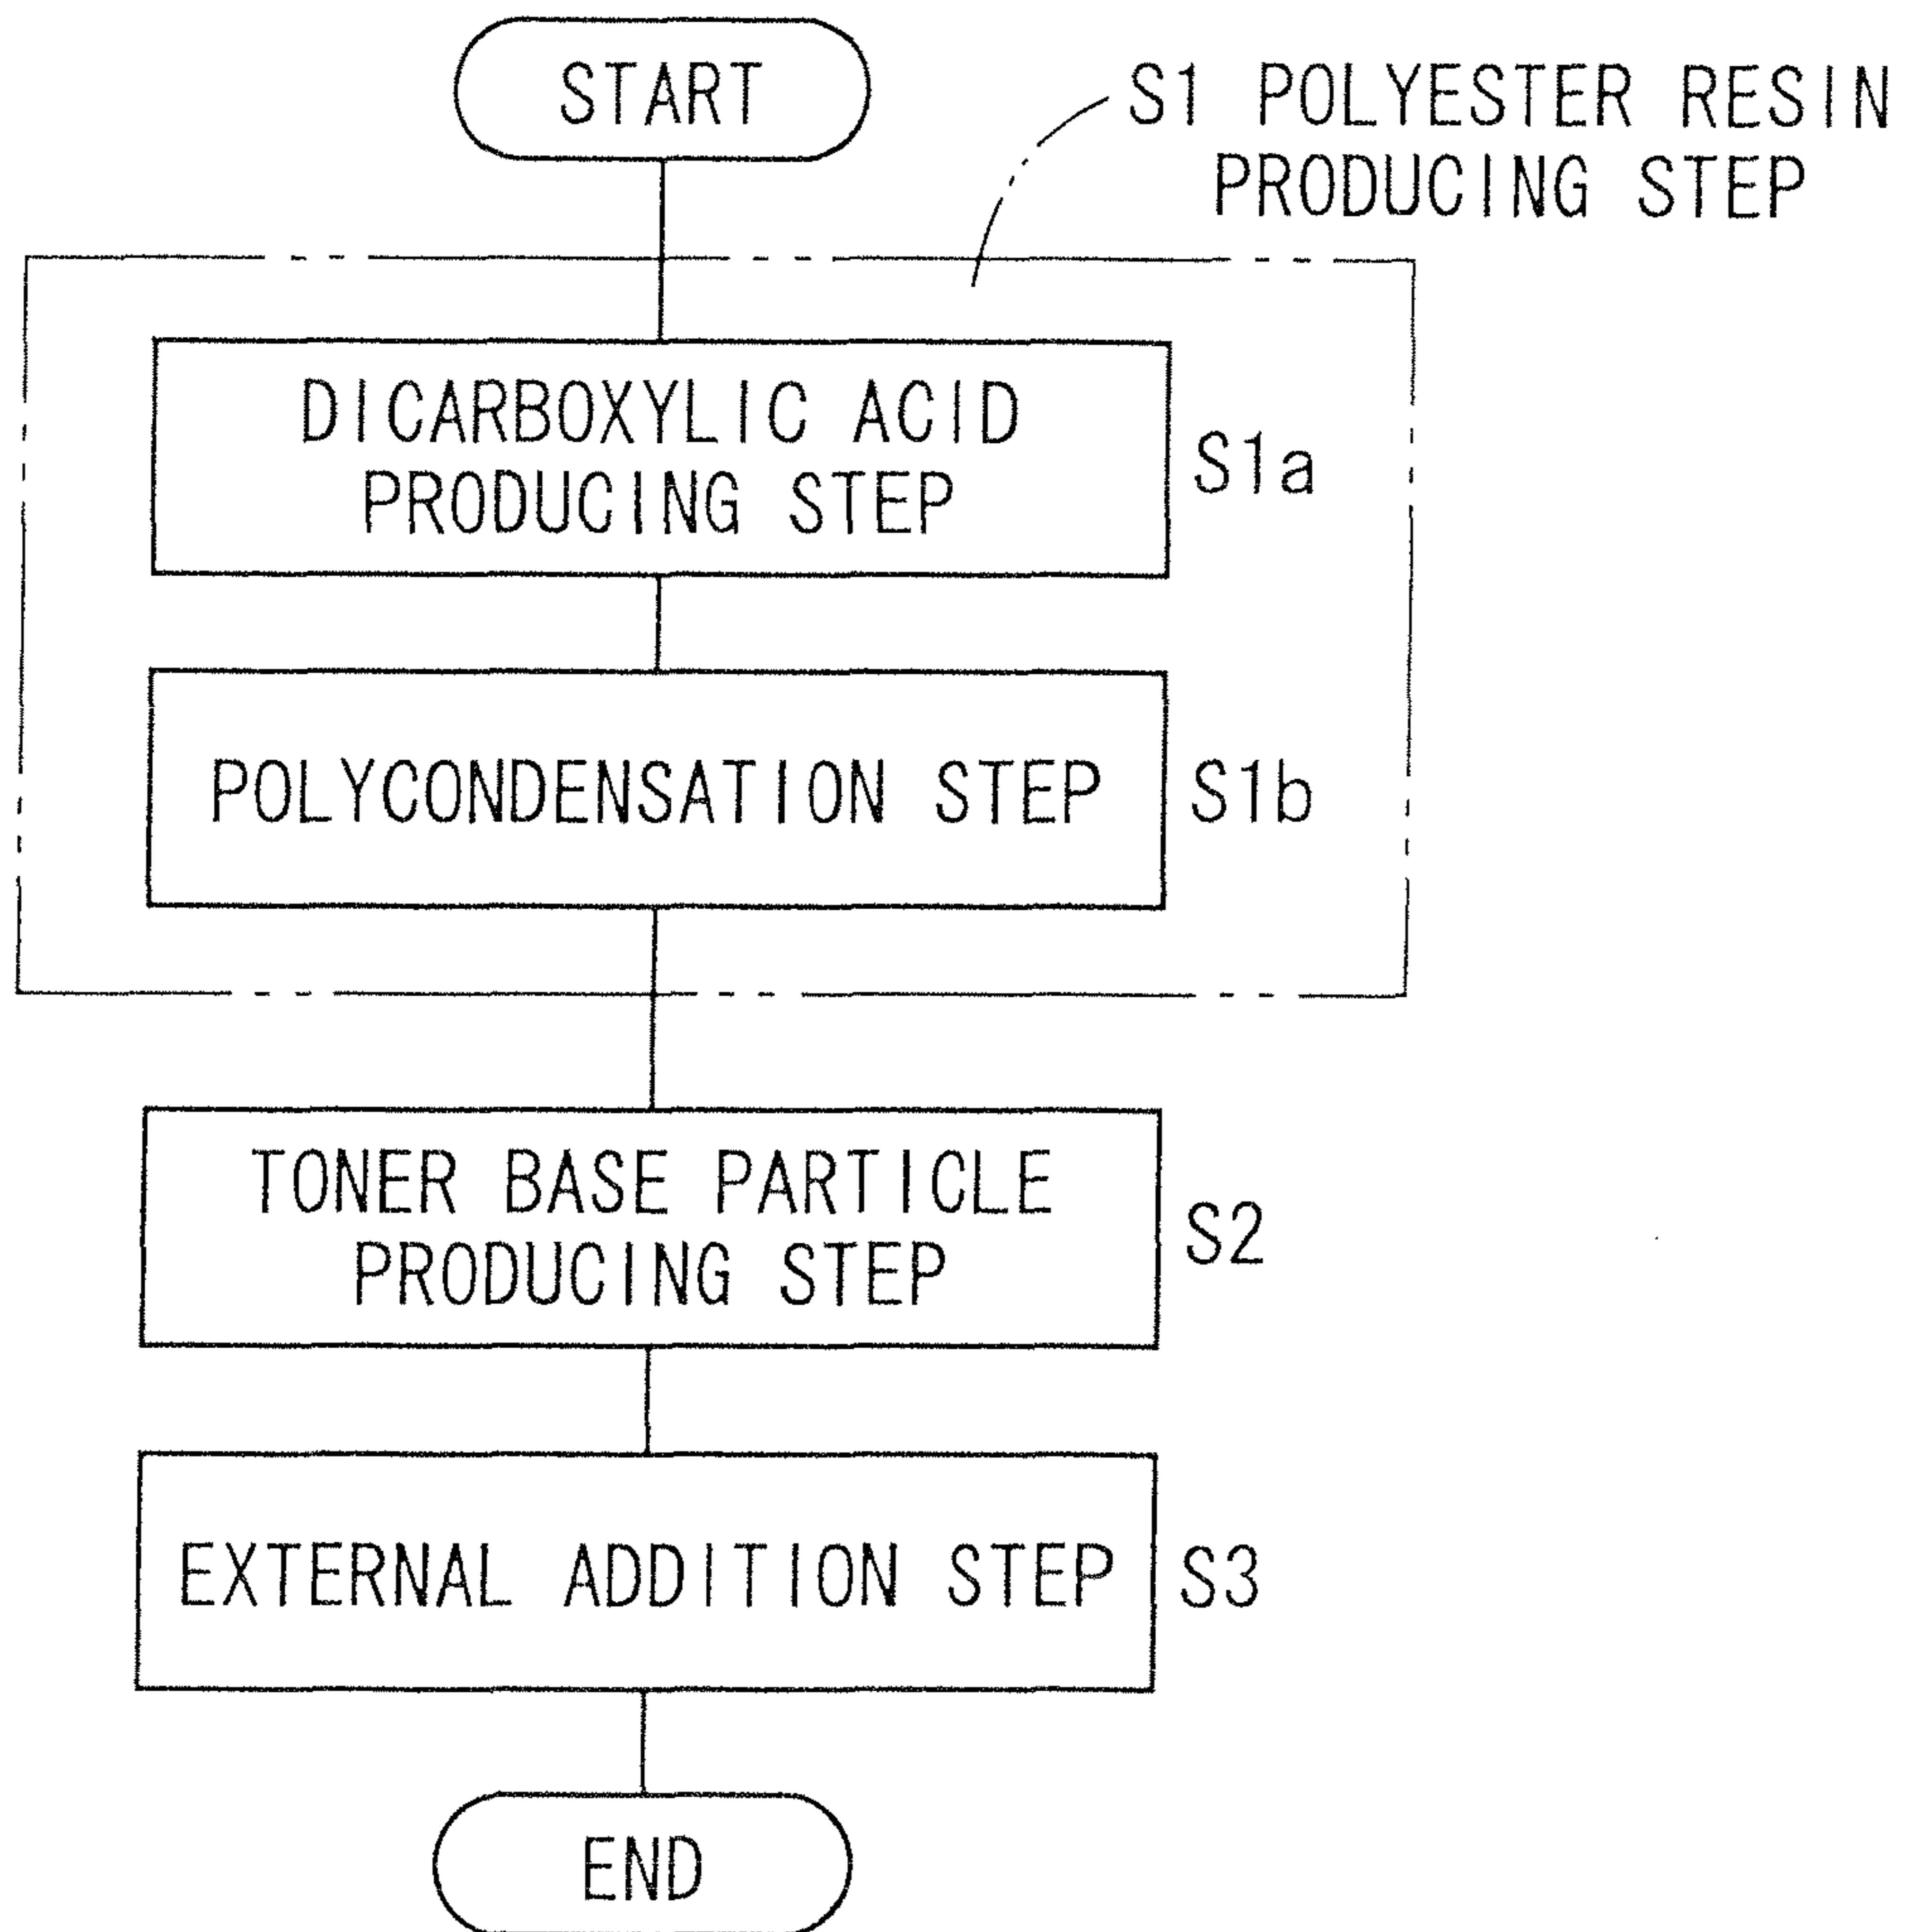 START
S1 POLYESTER RESIN
PRODUCING STEP
DICARBOXYLIC ACID
PRODUCING STEP
S1a
POLYCONDENSATION STEP
S1b
TONER BASE PARTICLE
PRODUCING STEP
S2
EXTERNAL ADDITION STEP
S3
END